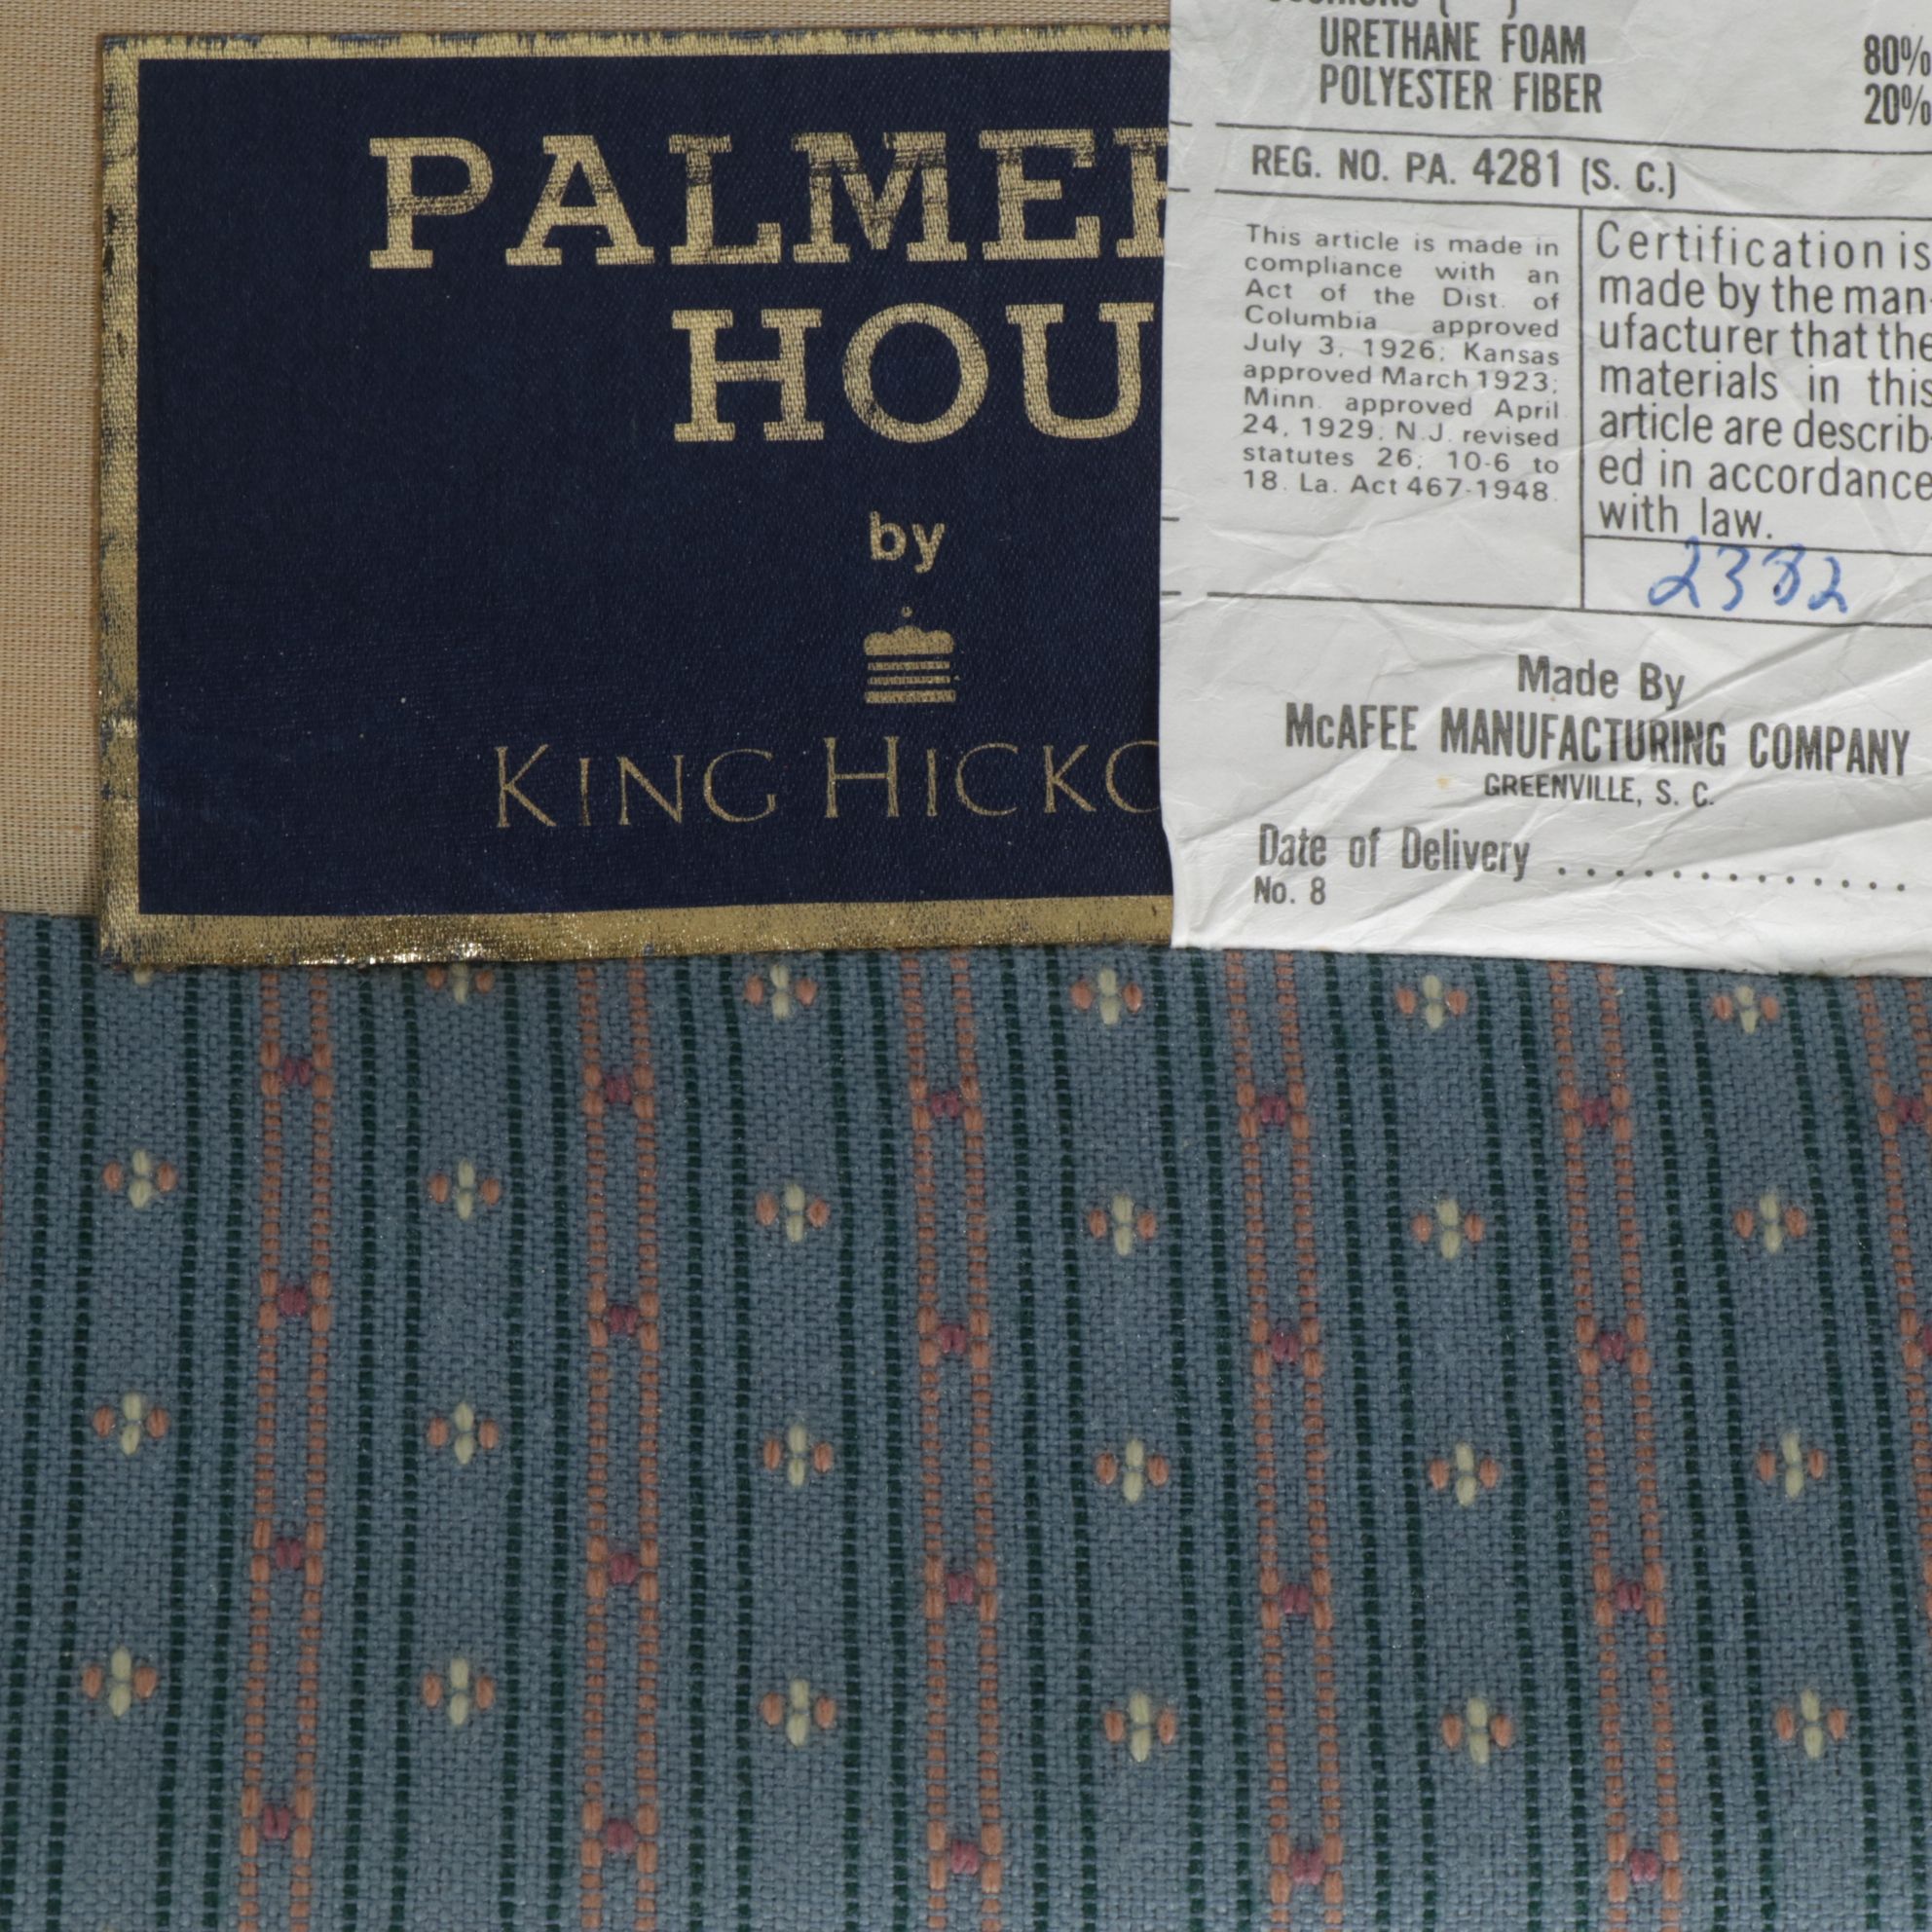 PALMER
HOU
by
KING HICKO
URETHANE FOAM 80%
POLYESTER FIBER 20%
REG. NO. PA. 4281 (S. C.)
This article is made in
compliance with an
Act of the Dist. of
Columbia approved
July 3, 1926; Kansas
approved March 1923;
Minn. approved April
24, 1929; N.J. revised
statutes 26; 10-6 to
18. La. Act 467-1948.
Certification is
made by the man-
ufacturer that the
materials in this
article are describ-
ed in accordance
with law.
2332
Made By
McAFEE MANUFACTURING COMPANY
GREENVILLE, S. C.
Date of Delivery . . . . . . . . . . . . .
No. 8